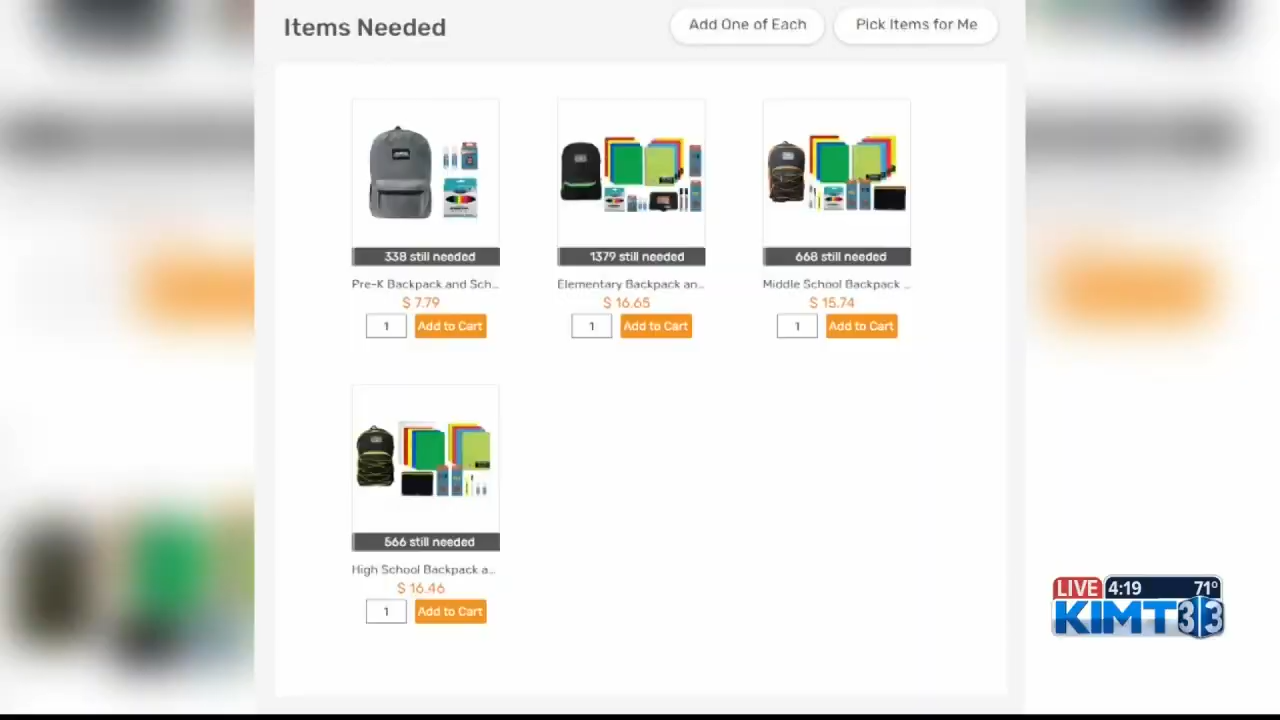 Items Needed
Add One of Each
Pick Items for Me
338 still needed
1379 still needed
668 still needed
Pre-K Backpack and Sch...
Elementary Backpack an...
Middle School Backpack ...
$ 7.79
$ 16.65
$ 15.74
1 Add to Cart
1 Add to Cart
1 Add to Cart
566 still needed
High School Backpack a...
$ 16.46
1 Add to Cart
LIVE 4:19 71°
KIMT 3 3